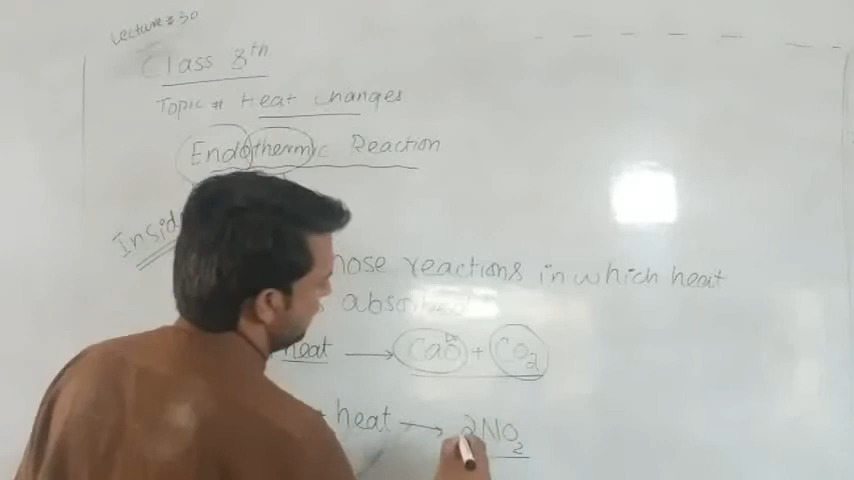 Lecture # 30
Class 8th
Topic # Heat changes
Endothermic Reaction
Insid
hose reactions in which heat
s absorbed
heat → CaO + CO2
+ heat → 2NO2